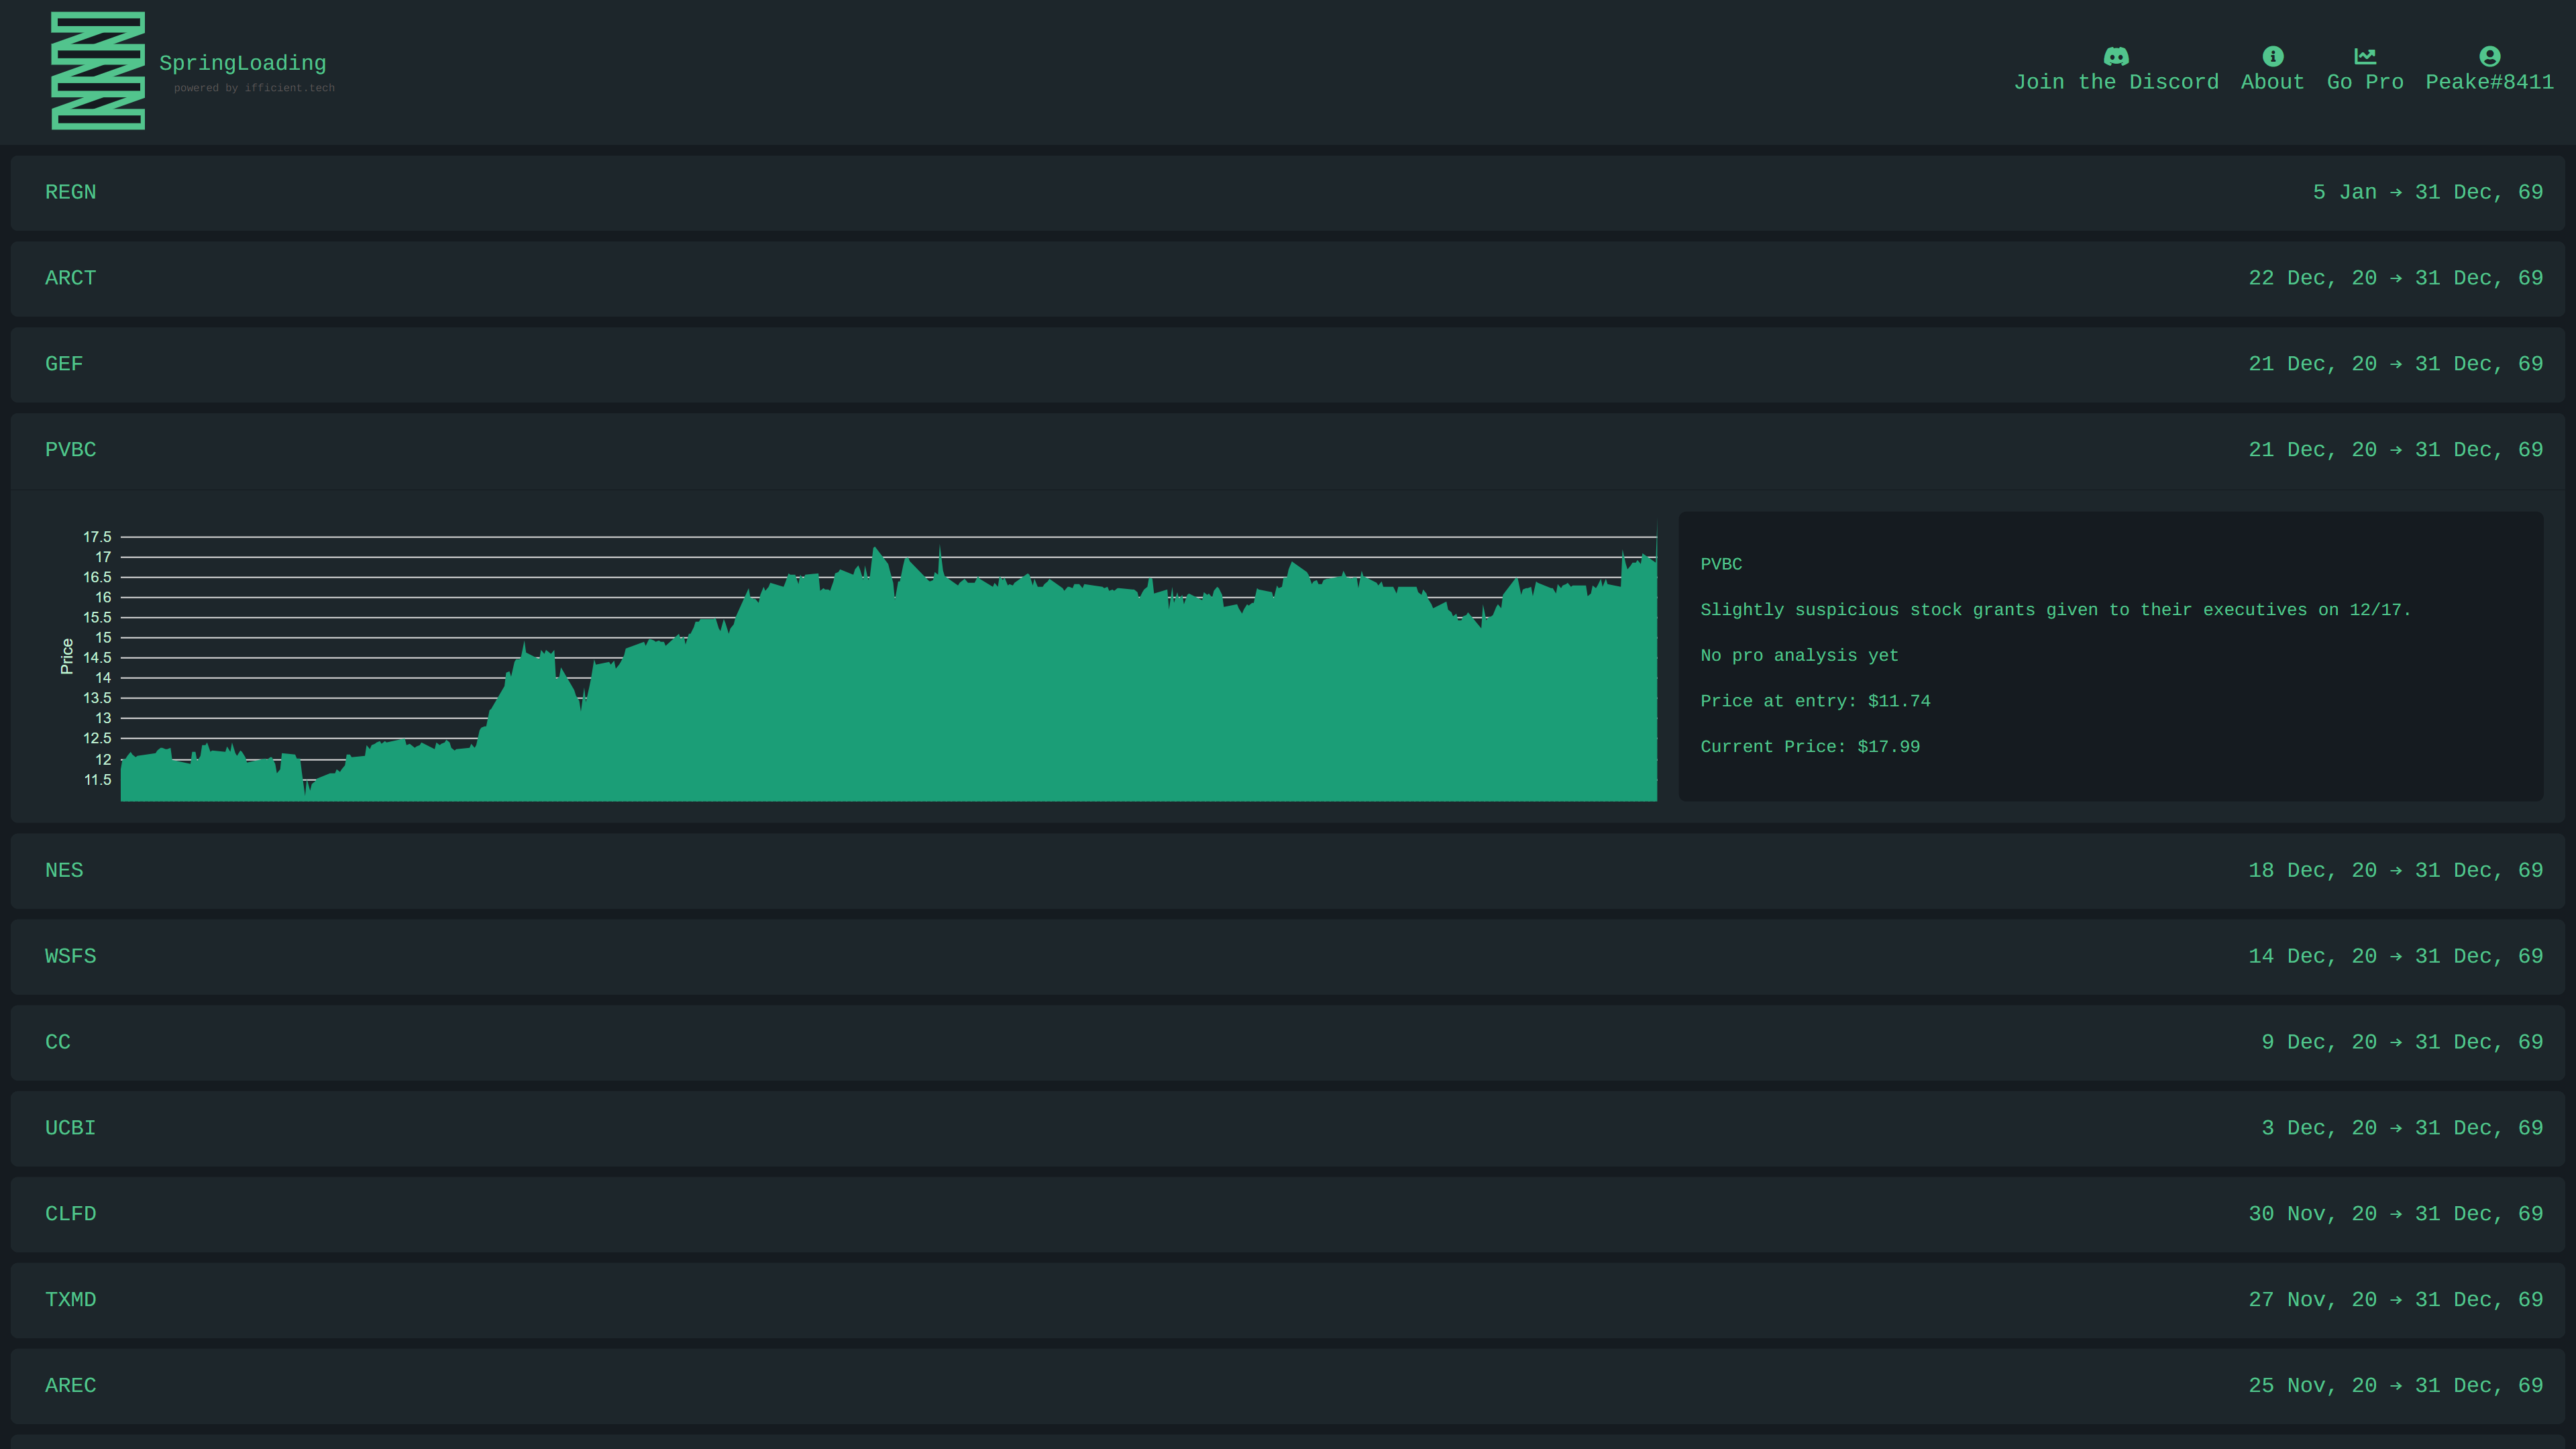 SpringLoading
powered by ifficient.tech
Join the Discord About Go Pro Peake#8411
REGN 5 Jan → 31 Dec, 69
ARCT 22 Dec, 20 → 31 Dec, 69
GEF 21 Dec, 20 → 31 Dec, 69
PVBC 21 Dec, 20 → 31 Dec, 69
Price
17.5
17
16.5
16
15.5
15
14.5
14
13.5
13
12.5
12
11.5
PVBC
Slightly suspicious stock grants given to their executives on 12/17.
No pro analysis yet
Price at entry: $11.74
Current Price: $17.99
NES 18 Dec, 20 → 31 Dec, 69
WSFS 14 Dec, 20 → 31 Dec, 69
CC 9 Dec, 20 → 31 Dec, 69
UCBI 3 Dec, 20 → 31 Dec, 69
CLFD 30 Nov, 20 → 31 Dec, 69
TXMD 27 Nov, 20 → 31 Dec, 69
AREC 25 Nov, 20 → 31 Dec, 69